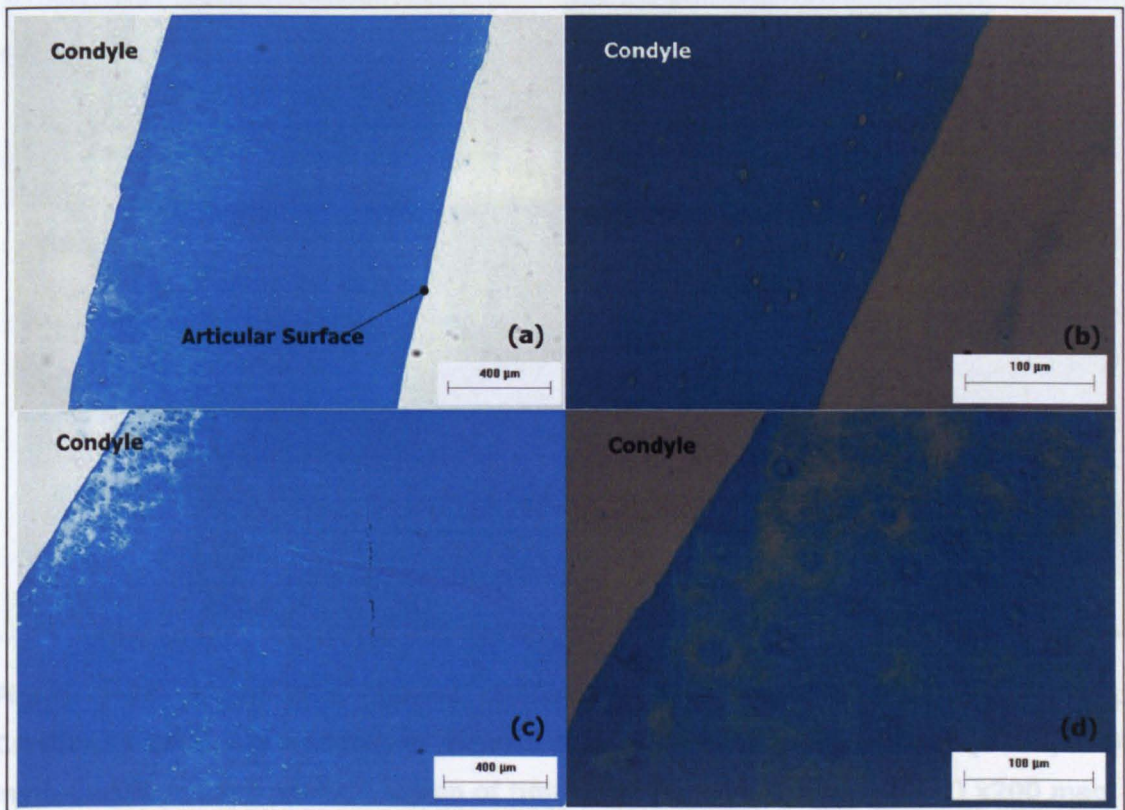 Condyle
Articular Surface
(a)
400 µm
Condyle
(b)
100 µm
Condyle
(c)
400 µm
Condyle
(d)
100 µm